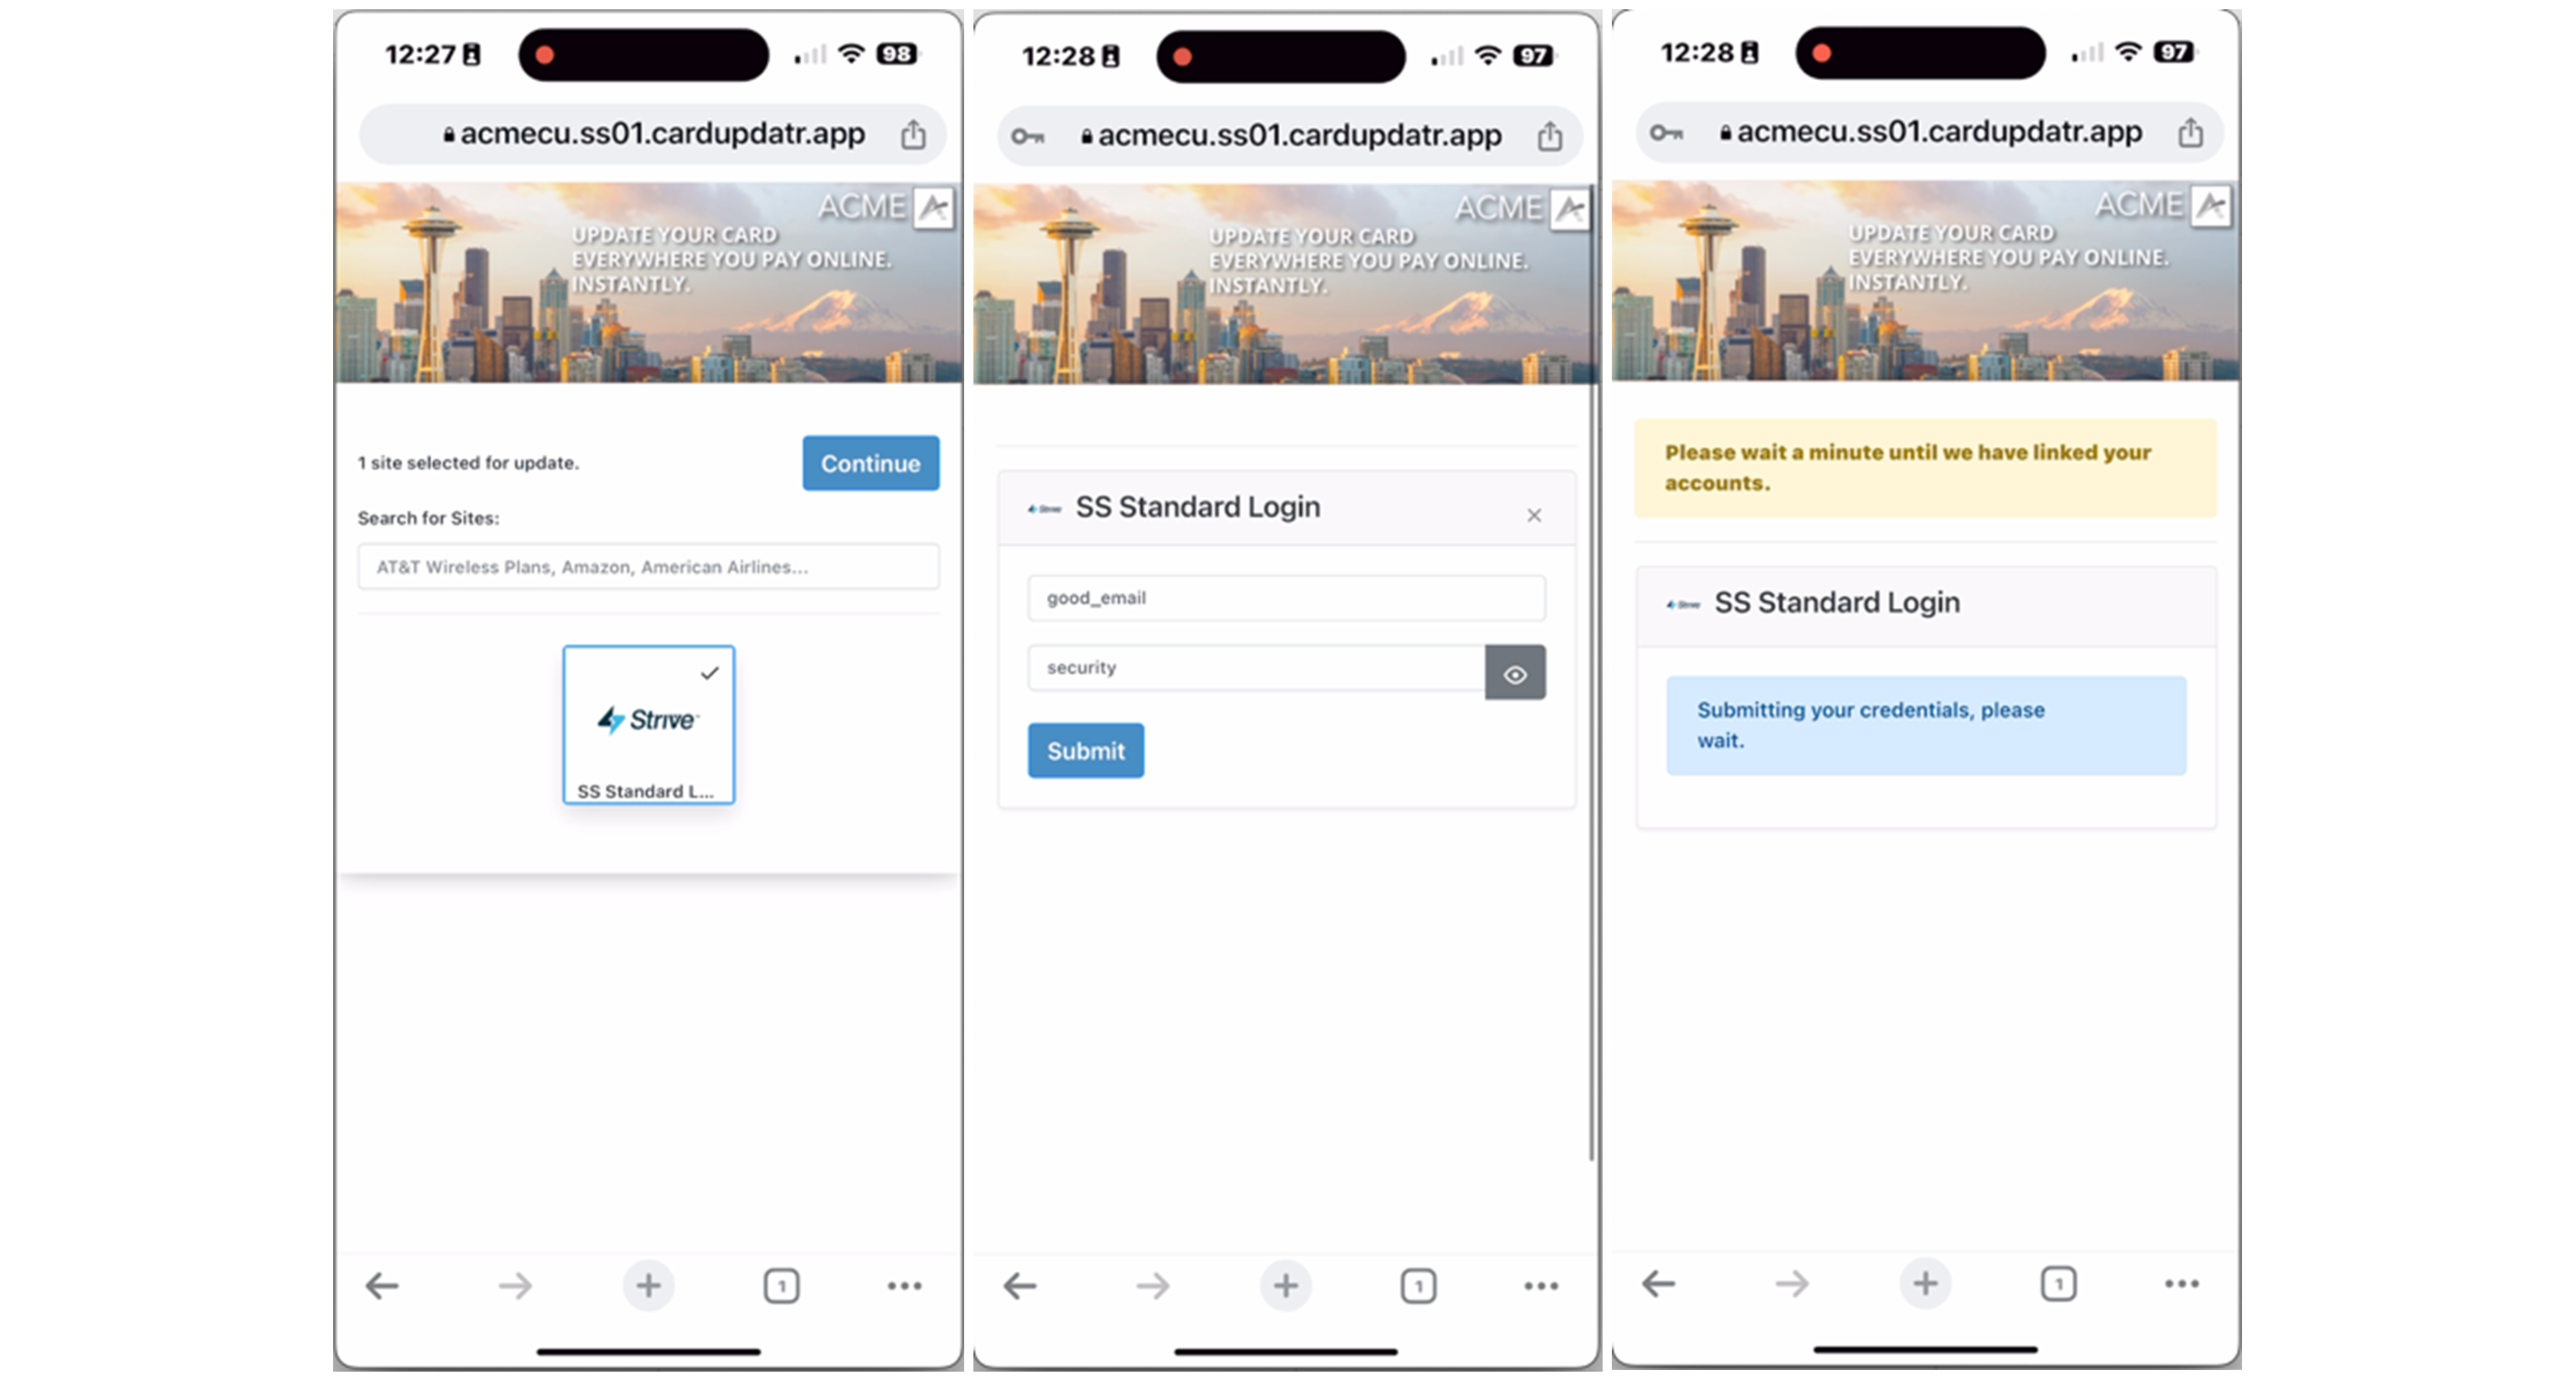 12:27
98
acmecu.ss01.cardupdatr.app
ACME
UPDATE YOUR CARD
EVERYWHERE YOU PAY ONLINE.
INSTANTLY.
1 site selected for update.
Continue
Search for Sites:
AT&T Wireless Plans, Amazon, American Airlines...
Strive
SS Standard L...
1
12:28
97
acmecu.ss01.cardupdatr.app
ACME
UPDATE YOUR CARD
EVERYWHERE YOU PAY ONLINE.
INSTANTLY.
Strive SS Standard Login
good_email
security
Submit
1
12:28
97
acmecu.ss01.cardupdatr.app
ACME
UPDATE YOUR CARD
EVERYWHERE YOU PAY ONLINE.
INSTANTLY.
Please wait a minute until we have linked your
accounts.
Strive SS Standard Login
Submitting your credentials, please
wait.
1